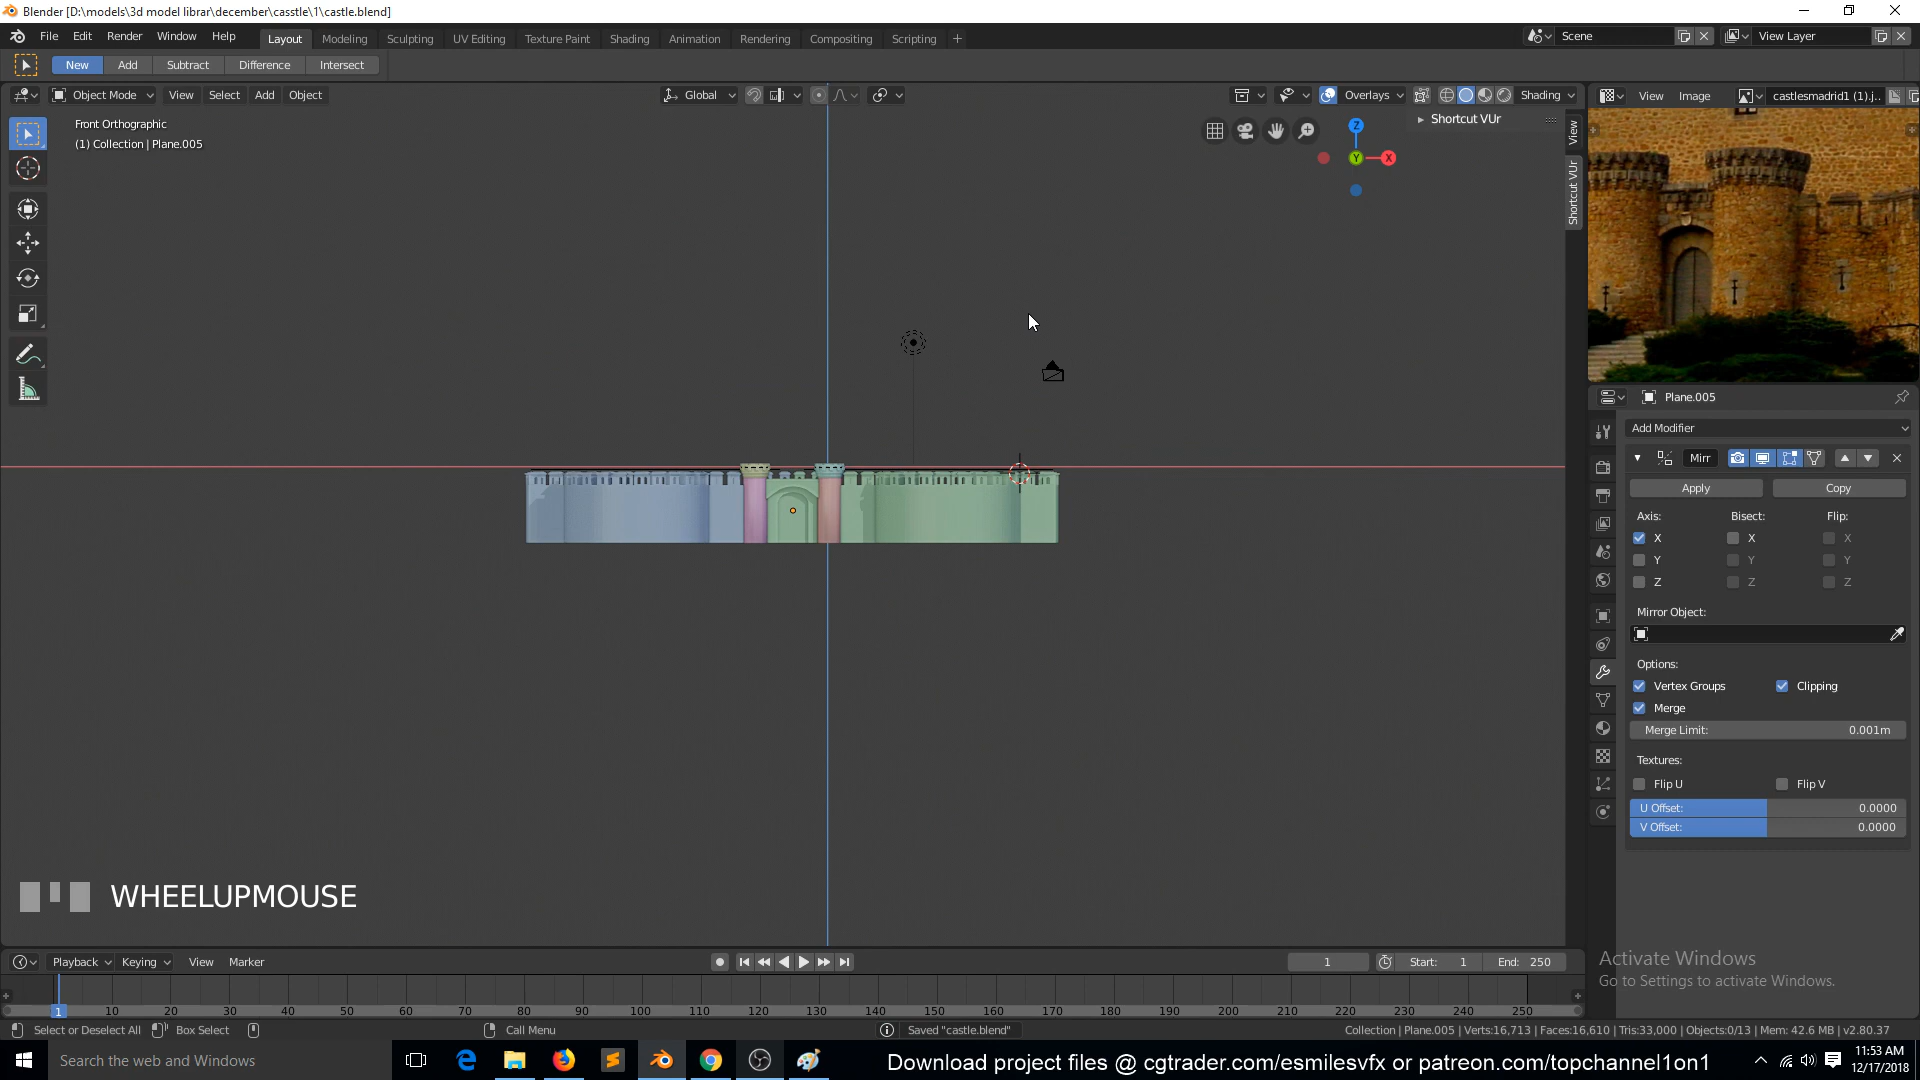 Blender [D:\models\3d model librar\december\casstle\1\castle.blend]
File Edit Render Window Help Layout Modeling Sculpting UV Editing Texture Paint Shading Animation Rendering Compositing Scripting + Scene View Layer
New Add Subtract Difference Intersect
Object Mode View Select Add Object Global Overlays Shading View Image castlesmadrid1 (1).j..
Front Orthographic
(1) Collection | Plane.005
Shortcut VUr
View
Shortcut VUr
Z
Y
X
Plane.005
Add Modifier
Mirr
Apply Copy
Axis: Bisect: Flip:
X X X
Y Y Y
Z Z Z
Mirror Object:
Options:
Vertex Groups Clipping
Merge
Merge Limit: 0.001m
Textures:
Flip U Flip V
U Offset: 0.0000
V Offset: 0.0000
WHEELUPMOUSE
Activate Windows
Go to Settings to activate Windows.
Playback Keying View Marker 1 Start: 1 End: 250
1 10 20 30 40 50 60 70 80 90 100 110 120 130 140 150 160 170 180 190 200 210 220 230 240 250
Select or Deselect All Box Select Call Menu Saved "castle.blend" Collection | Plane.005 | Verts:16,713 | Faces:16,610 | Tris:33,000 | Objects:0/13 | Mem: 42.6 MB | v2.80.37
Search the web and Windows
Download project files @ cgtrader.com/esmilesvfx or patreon.com/topchannel1on1
11:53 AM
12/17/2018